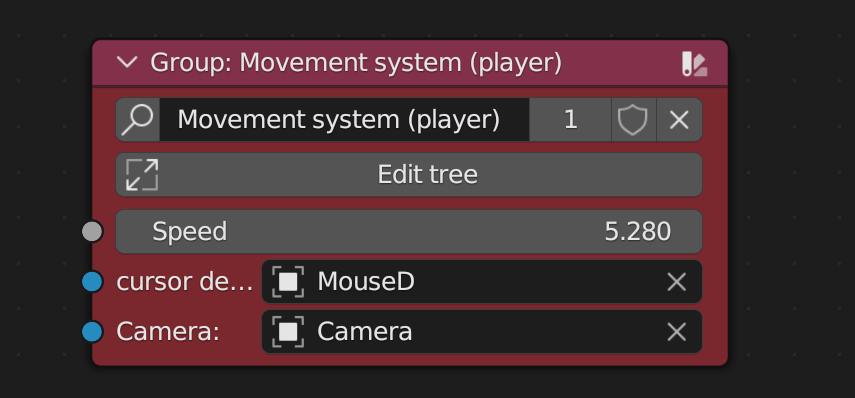 Group: Movement system (player)
Movement system (player) 1
Edit tree
Speed 5.280
cursor de... MouseD
Camera: Camera